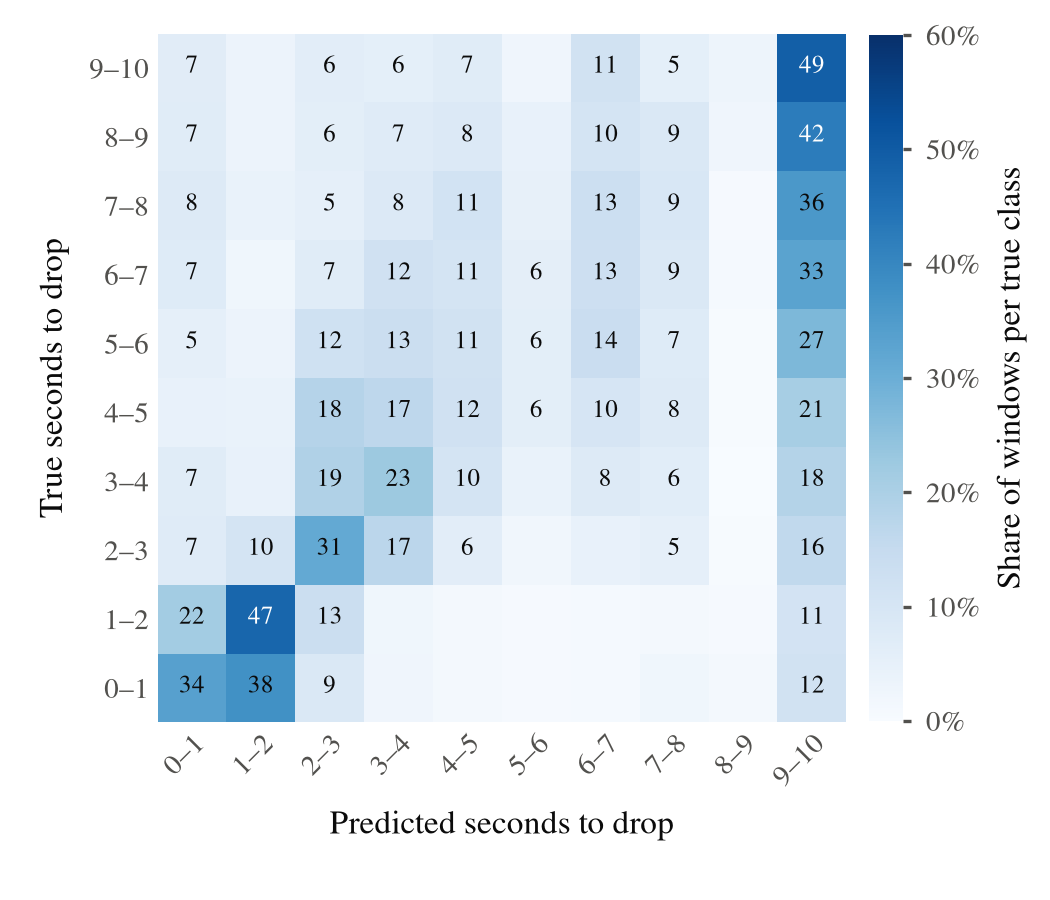 60%
9–10 7 6 6 7 11 5 49
8–9 7 6 7 8 10 9 42
50%
7–8 8 5 8 11 13 9 36
6–7 7 7 12 11 6 13 9 33
40%
5–6 5 12 13 11 6 14 7 27
30%
4–5 18 17 12 6 10 8 21
3–4 7 19 23 10 8 6 18
20%
2–3 7 10 31 17 6 5 16
10%
1–2 22 47 13 11
0–1 34 38 9 12
0%
0–1 1–2 2–3 3–4 4–5 5–6 6–7 7–8 8–9 9–10
Predicted seconds to drop
True seconds to drop
Share of windows per true class